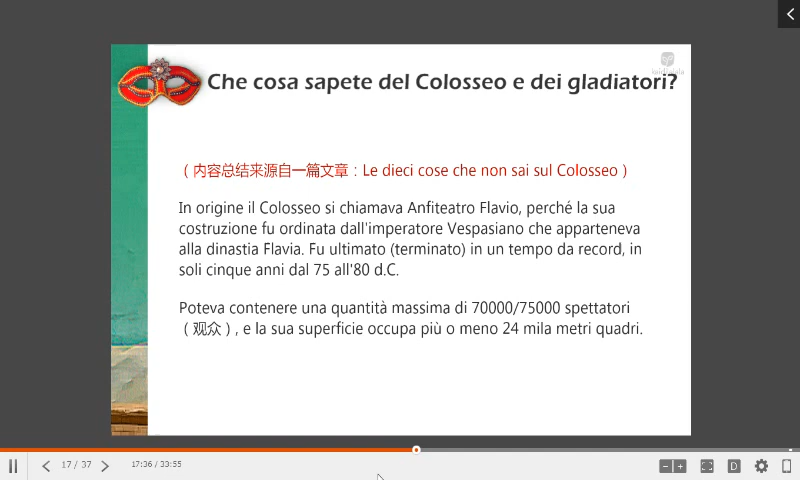 Che cosa sapete del Colosseo e dei gladiatori?
（内容总结来源自一篇文章：Le dieci cose che non sai sul Colosseo）
In origine il Colosseo si chiamava Anfiteatro Flavio, perché la sua
costruzione fu ordinata dall'imperatore Vespasiano che apparteneva
alla dinastia Flavia. Fu ultimato (terminato) in un tempo da record, in
soli cinque anni dal 75 all'80 d.C.
Poteva contenere una quantità massima di 70000/75000 spettatori
（观众）, e la sua superficie occupa più o meno 24 mila metri quadri.
17 / 37
17:36 / 33:55
D